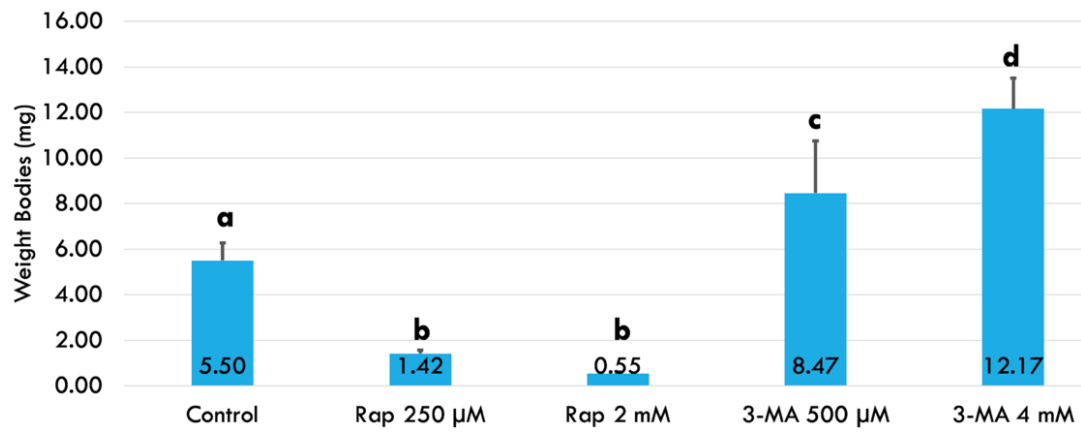 16.00
14.00
12.00
10.00
8.00
6.00
4.00
2.00
0.00
Weight Bodies (mg)
a
b
b
c
d
5.50
1.42
0.55
8.47
12.17
Control
Rap 250 µM
Rap 2 mM
3-MA 500 µM
3-MA 4 mM